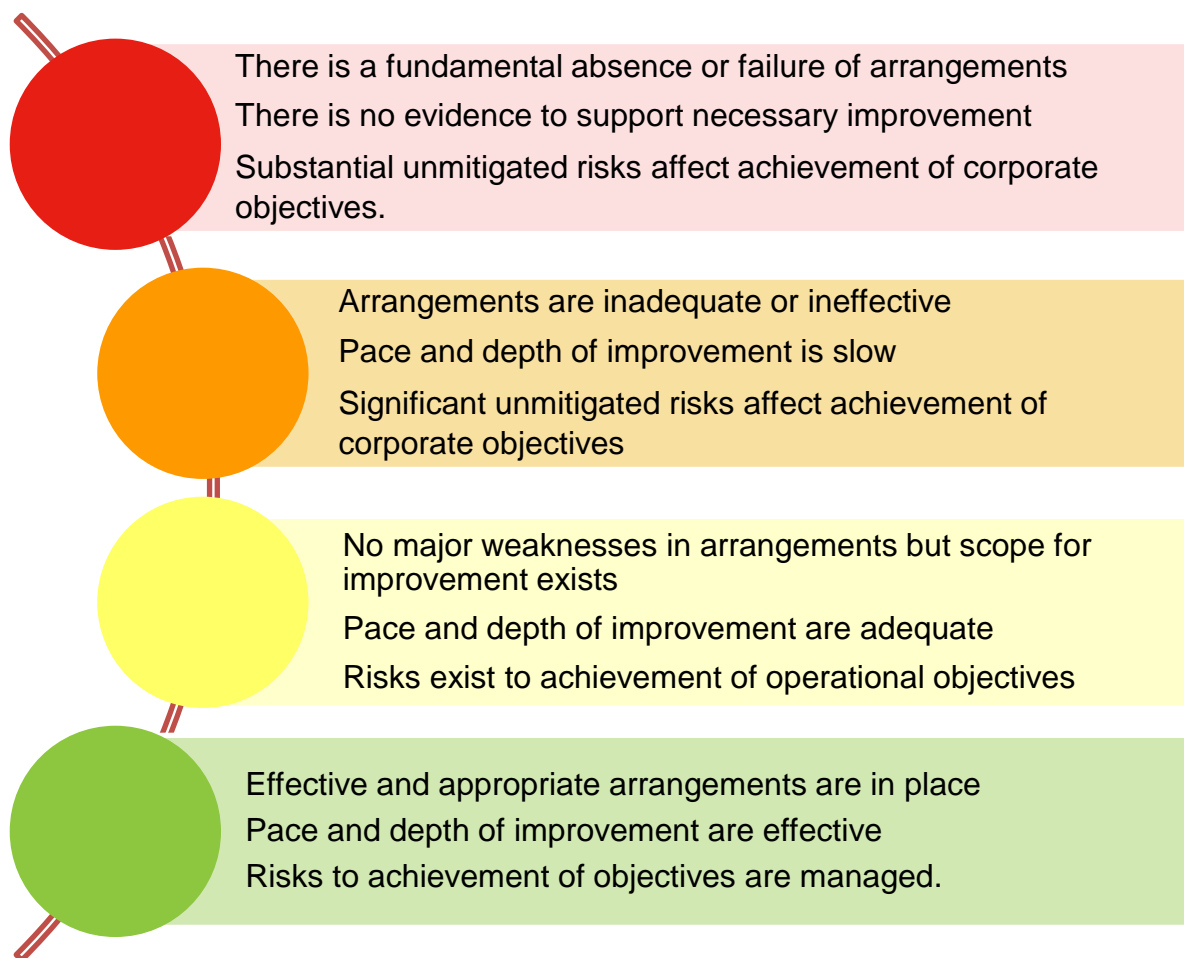 There is a fundamental absence or failure of arrangements
There is no evidence to support necessary improvement
Substantial unmitigated risks affect achievement of corporate
objectives.
Arrangements are inadequate or ineffective
Pace and depth of improvement is slow
Significant unmitigated risks affect achievement of
corporate objectives
No major weaknesses in arrangements but scope for
improvement exists
Pace and depth of improvement are adequate
Risks exist to achievement of operational objectives
Effective and appropriate arrangements are in place
Pace and depth of improvement are effective
Risks to achievement of objectives are managed.